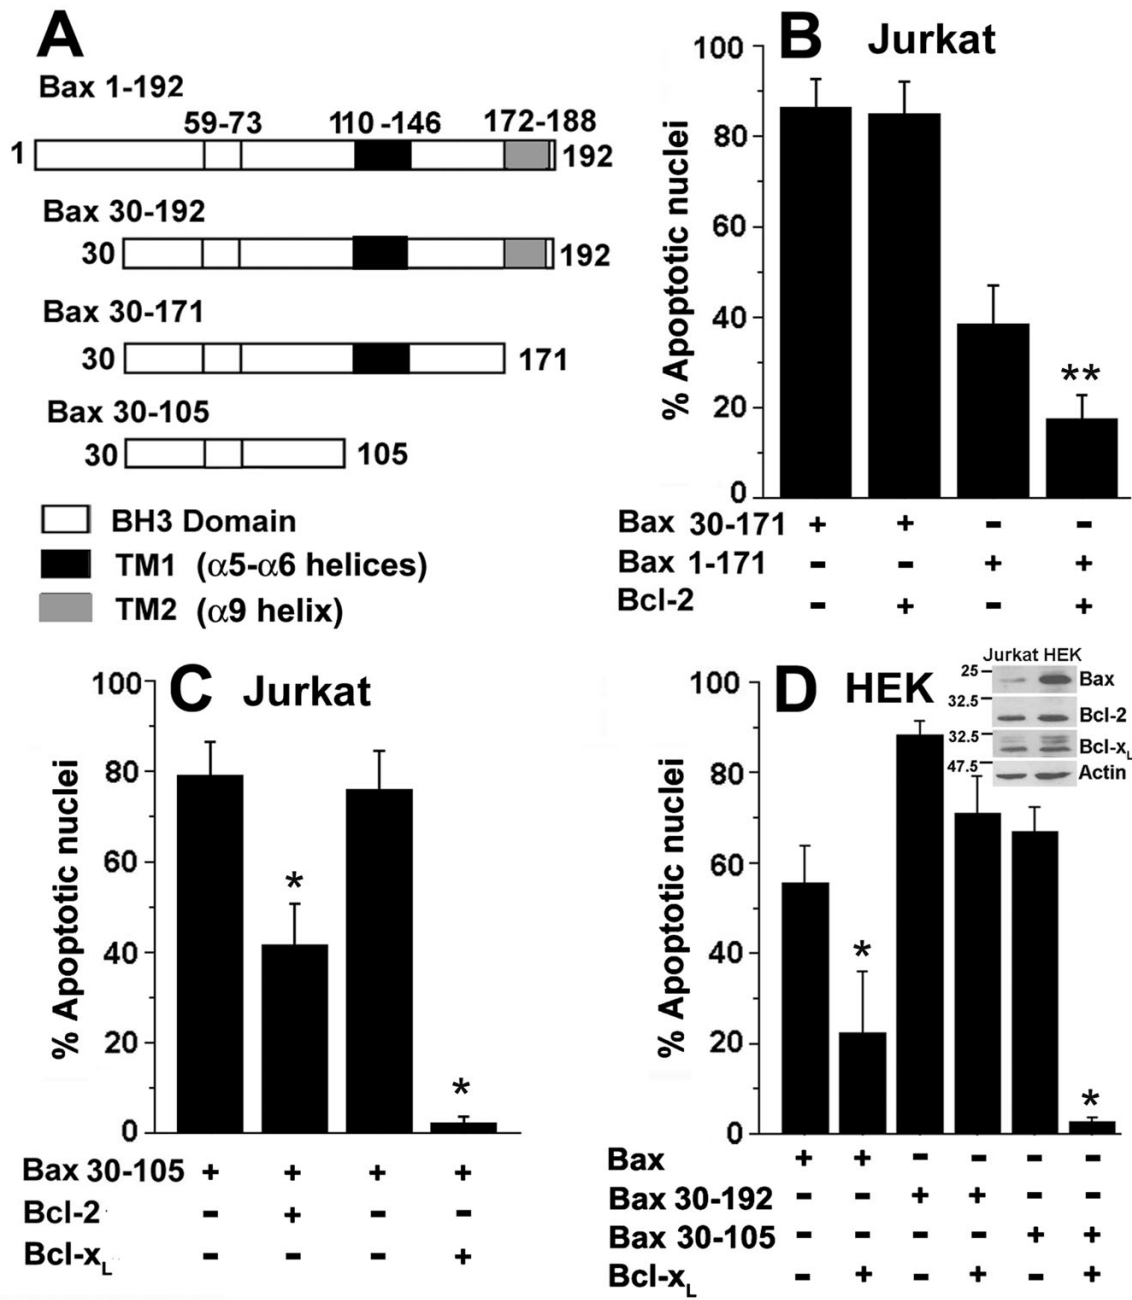 A
Bax 1-192
59-73 110-146 172-188
1 192
Bax 30-192
30 192
Bax 30-171
30 171
Bax 30-105
30 105
BH3 Domain
TM1 (α5-α6 helices)
TM2 (α9 helix)
B Jurkat
% Apoptotic nuclei
100
80
60
40
20
0
**
Bax 30-171 + + - -
Bax 1-171 - - + +
Bcl-2 - + - +
C Jurkat
% Apoptotic nuclei
100
80
60
40
20
0
*
*
Bax 30-105 + + + +
Bcl-2 - + - -
Bcl-xL - - - +
D HEK
% Apoptotic nuclei
100
80
60
40
20
0
*
*
Jurkat HEK
25 Bax
32.5 Bcl-2
32.5 Bcl-xL
47.5 Actin
Bax + + - - - -
Bax 30-192 - - + + - -
Bax 30-105 - - - - + +
Bcl-xL - + - + - +